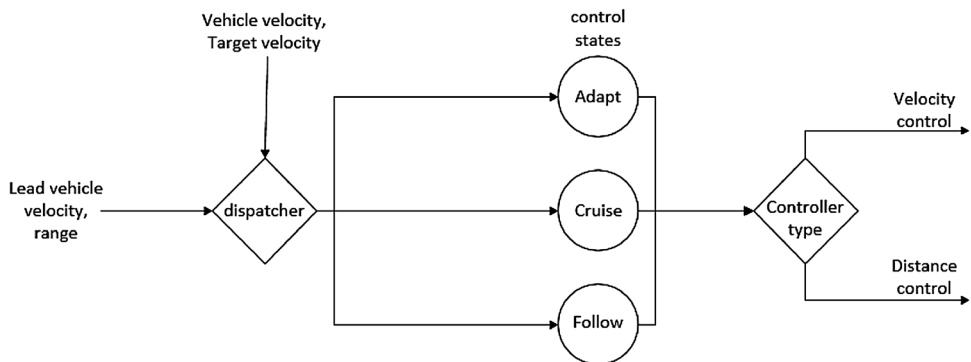 Vehicle velocity,
Target velocity
control
states
Adapt
Velocity
control
Lead vehicle
velocity,
range
dispatcher
Cruise
Controller
type
Distance
control
Follow